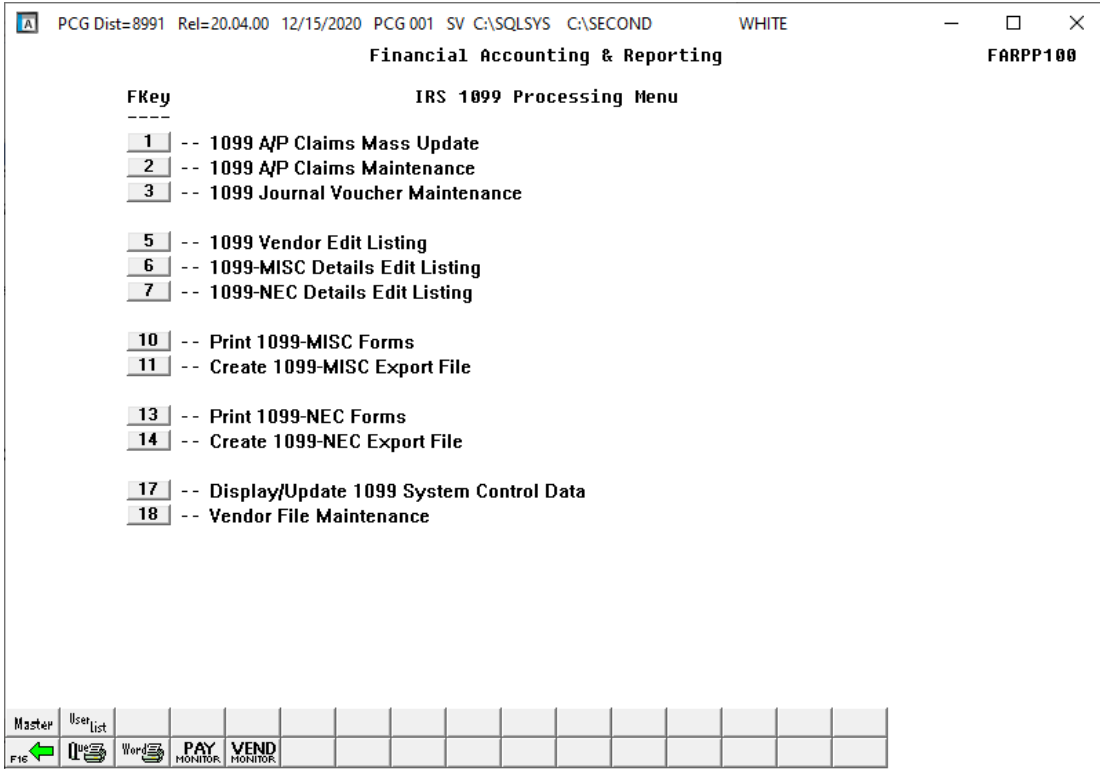 A PCG Dist=8991 Rel=20.04.00 12/15/2020 PCG 001 SV C:\SQLSYS C:\SECOND WHITE
Financial Accounting & Reporting FARPP100
FKey IRS 1099 Processing Menu
----
1 -- 1099 A/P Claims Mass Update
2 -- 1099 A/P Claims Maintenance
3 -- 1099 Journal Voucher Maintenance
5 -- 1099 Vendor Edit Listing
6 -- 1099-MISC Details Edit Listing
7 -- 1099-NEC Details Edit Listing
10 -- Print 1099-MISC Forms
11 -- Create 1099-MISC Export File
13 -- Print 1099-NEC Forms
14 -- Create 1099-NEC Export File
17 -- Display/Update 1099 System Control Data
18 -- Vendor File Maintenance
Master User List
F16 Que Word PAY MONITOR VEND MONITOR